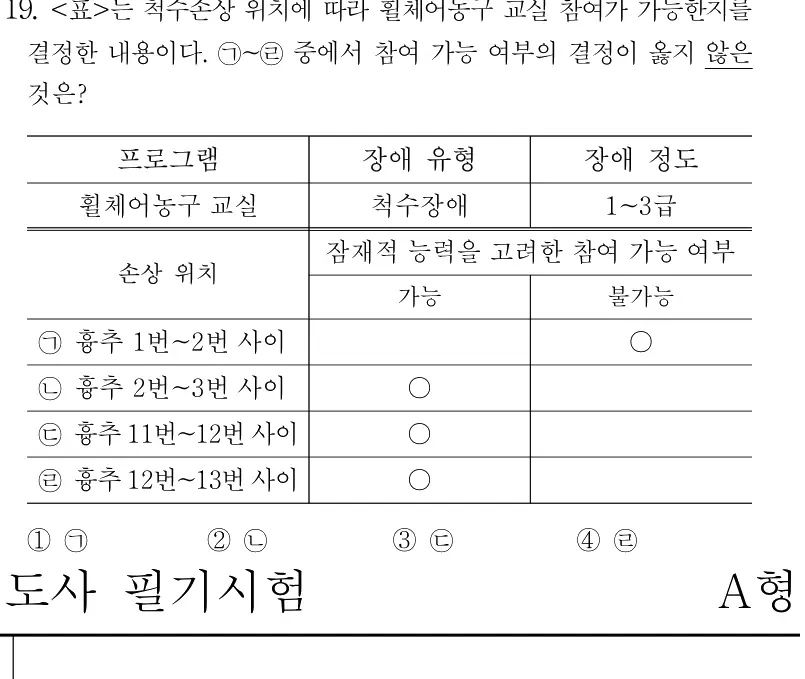 19. <표>는 척수손상 위치에 따라 휠체어농구 교실 참여가 가능한지를
결정한 내용이다. ㉠~㉣ 중에서 참여 가능 여부의 결정이 옳지 않은
것은?
프로그램 장애 유형 장애 정도
휠체어농구 교실 척수장애 1~3급
손상 위치 잠재적 능력을 고려한 참여 가능 여부
가능 불가능
㉠ 흉추 1번~2번 사이 ○
㉡ 흉추 2번~3번 사이 ○
㉢ 흉추 11번~12번 사이 ○
㉣ 흉추 12번~13번 사이 ○
① ㉠ ② ㉡ ③ ㉢ ④ ㉣
도사 필기시험 A형